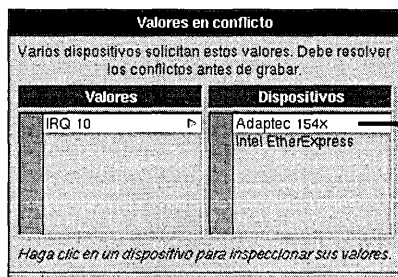 Valores en conflicto
Varios dispositivos solicitan estos valores. Debe resolver
los conflictos antes de grabar.
Valores
Dispositivos
IRQ 10
Adaptec 154x
Intel EtherExpress
Haga clic en un dispositivo para inspeccionar sus valores.